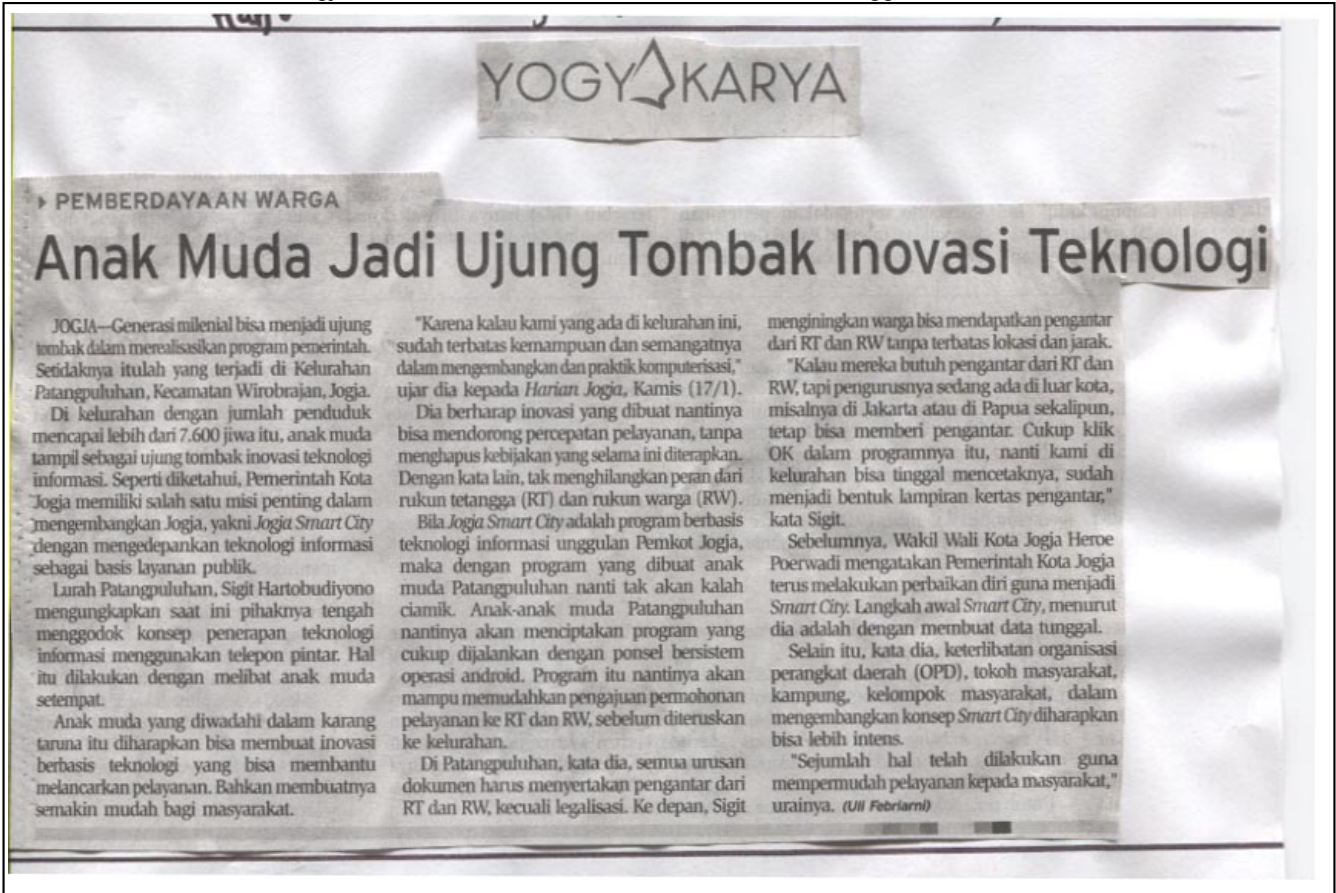 YOGYAKARYA
PEMBERDAYAAN WARGA
Anak Muda Jadi Ujung Tombak Inovasi Teknologi
JOGJA—Generasi milenial bisa menjadi ujung
tombak dalam merealisasikan program pemerintah.
Setidaknya itulah yang terjadi di Kelurahan
Patangpuluhan, Kecamatan Wirobrajan, Jogja.
Di kelurahan dengan jumlah penduduk
mencapai lebih dari 7.600 jiwa itu, anak muda
tampil sebagai ujung tombak inovasi teknologi
informasi. Seperti diketahui, Pemerintah Kota
Jogja memiliki salah satu misi penting dalam
mengembangkan Jogja, yakni Jogja Smart City
dengan mengedepankan teknologi informasi
sebagai basis layanan publik.
Lurah Patangpuluhan, Sigit Hartobudiyono
mengungkapkan saat ini pihaknya tengah
menggodok konsep penerapan teknologi
informasi menggunakan telepon pintar. Hal
itu dilakukan dengan melibat anak muda
setempat.
Anak muda yang diwadahi dalam karang
taruna itu diharapkan bisa membuat inovasi
berbasis teknologi yang bisa membantu
melancarkan pelayanan. Bahkan membuatnya
semakin mudah bagi masyarakat.
"Karena kalau kami yang ada di kelurahan ini,
sudah terbatas kemampuan dan semangatnya
dalam mengembangkan dan praktik komputerisasi,"
ujar dia kepada Harian Jogja, Kamis (17/1).
Dia berharap inovasi yang dibuat nantinya
bisa mendorong percepatan pelayanan, tanpa
menghapus kebijakan yang selama ini diterapkan.
Dengan kata lain, tak menghilangkan peran dari
rukun tetangga (RT) dan rukun warga (RW).
Bila Jogja Smart City adalah program berbasis
teknologi informasi unggulan Pemkot Jogja,
maka dengan program yang dibuat anak
muda Patangpuluhan nanti tak akan kalah
ciamik. Anak-anak muda Patangpuluhan
nantinya akan menciptakan program yang
cukup dijalankan dengan ponsel bersistem
operasi android. Program itu nantinya akan
mampu memudahkan pengajuan permohonan
pelayanan ke RT dan RW, sebelum diteruskan
ke kelurahan.
Di Patangpuluhan, kata dia, semua urusan
dokumen harus menyertakan pengantar dari
RT dan RW, kecuali legalisasi. Ke depan, Sigit
menginingkan warga bisa mendapatkan pengantar
dari RT dan RW tanpa terbatas lokasi dan jarak.
"Kalau mereka butuh pengantar dari RT dan
RW, tapi pengurusnya sedang ada di luar kota,
misalnya di Jakarta atau di Papua sekalipun,
tetap bisa memberi pengantar. Cukup klik
OK dalam programnya itu, nanti kami di
kelurahan bisa tinggal mencetaknya, sudah
menjadi bentuk lampiran kertas pengantar,"
kata Sigit.
Sebelumnya, Wakil Wali Kota Jogja Heroe
Poerwadi mengatakan Pemerintah Kota Jogja
terus melakukan perbaikan diri guna menjadi
Smart City. Langkah awal Smart City, menurut
dia adalah dengan membuat data tunggal.
Selain itu, kata dia, keterlibatan organisasi
perangkat daerah (OPD), tokoh masyarakat,
kampung, kelompok masyarakat, dalam
mengembangkan konsep Smart City diharapkan
bisa lebih intens.
"Sejumlah hal telah dilakukan guna
mempermudah pelayanan kepada masyarakat,"
urainya. (Uli Febriarni)